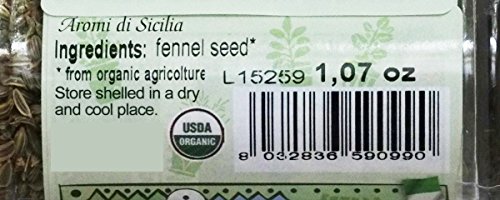 Aromi di Sicilia
Ingredients: fennel seed*
* from organic agricolture L15259 1,07 oz
Store shelled in a dry
and cool place.
USDA
ORGANIC
8 032836 590990